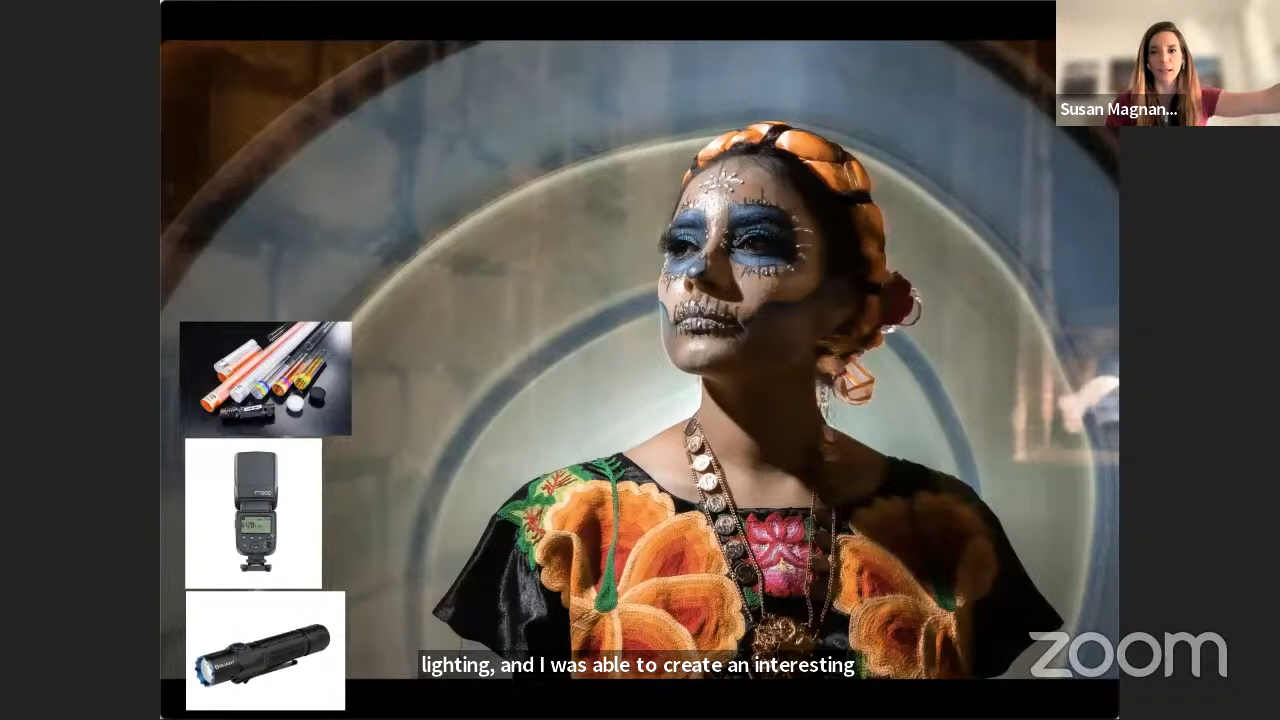 Susan Magnan...
lighting, and I was able to create an interesting
zoom